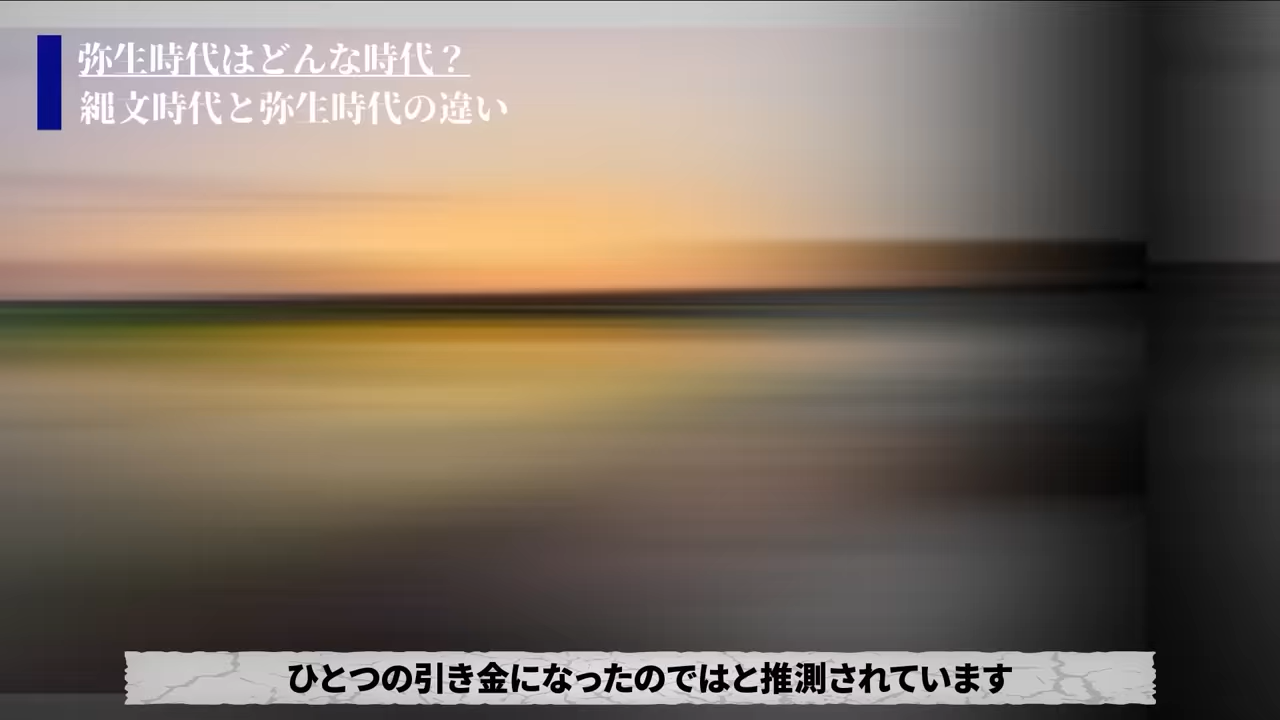 弥生時代はどんな時代？
縄文時代と弥生時代の違い
ひとつの引き金になったのではと推測されています